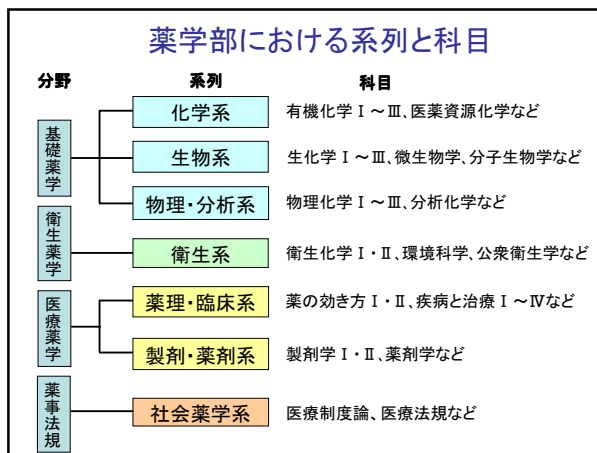 薬学部における系列と科目
分野 系列 科目
基礎薬学
化学系 有機化学Ⅰ～Ⅲ、医薬資源化学など
生物系 生化学Ⅰ～Ⅲ、微生物学、分子生物学など
物理・分析系 物理化学Ⅰ～Ⅲ、分析化学など
衛生薬学
衛生系 衛生化学Ⅰ・Ⅱ、環境科学、公衆衛生学など
医療薬学
薬理・臨床系 薬の効き方Ⅰ・Ⅱ、疾病と治療Ⅰ～Ⅳなど
製剤・薬剤系 製剤学Ⅰ・Ⅱ、薬剤学など
薬事法規
社会薬学系 医療制度論、医療法規など